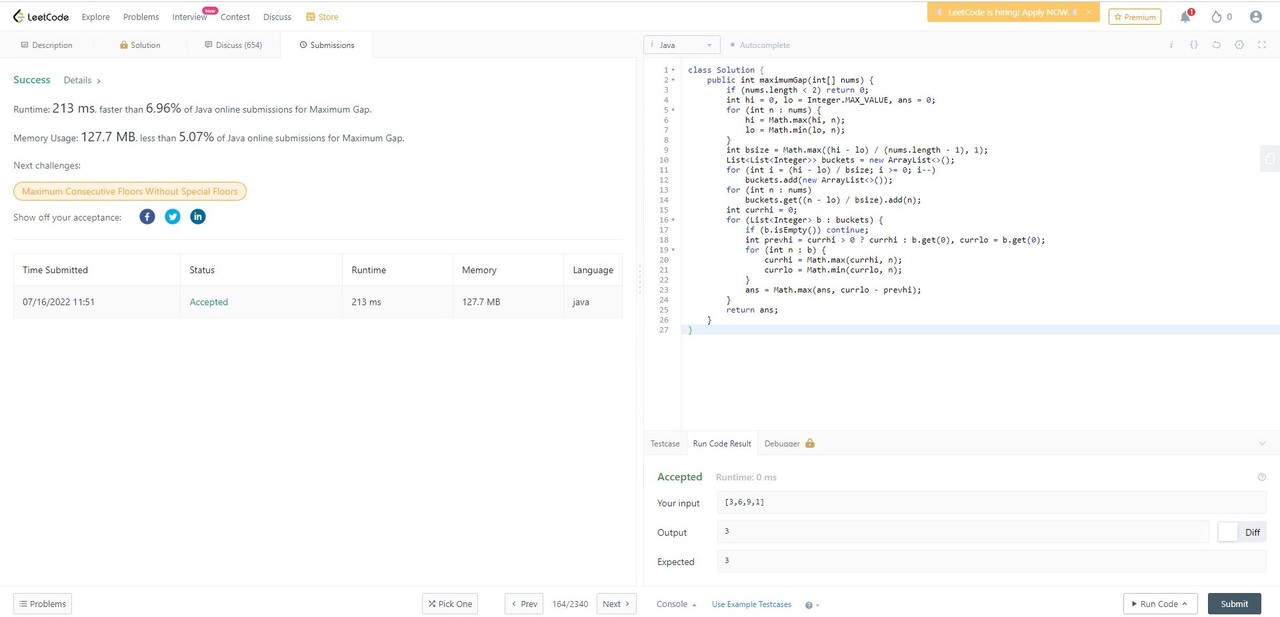 LeetCode Explore Problems Interview New Contest Discuss Store LeetCode is hiring! Apply NOW. × Premium 1 0
Description Solution Discuss (654) Submissions
Success Details >
Runtime: 213 ms, faster than 6.96% of Java online submissions for Maximum Gap.
Memory Usage: 127.7 MB, less than 5.07% of Java online submissions for Maximum Gap.
Next challenges:
Maximum Consecutive Floors Without Special Floors
Show off your acceptance:
Time Submitted Status Runtime Memory Language
07/16/2022 11:51 Accepted 213 ms 127.7 MB java
Problems Pick One < Prev 164/2340 Next >
i Java Autocomplete i {}
1 class Solution {
2     public int maximumGap(int[] nums) {
3         if (nums.length < 2) return 0;
4         int hi = 0, lo = Integer.MAX_VALUE, ans = 0;
5         for (int n : nums) {
6             hi = Math.max(hi, n);
7             lo = Math.min(lo, n);
8         }
9         int bsize = Math.max((hi - lo) / (nums.length - 1), 1);
10         List<List<Integer>> buckets = new ArrayList<>();
11         for (int i = (hi - lo) / bsize; i >= 0; i--)
12             buckets.add(new ArrayList<>());
13         for (int n : nums)
14             buckets.get((n - lo) / bsize).add(n);
15         int currhi = 0;
16         for (List<Integer> b : buckets) {
17             if (b.isEmpty()) continue;
18             int prevhi = currhi > 0 ? currhi : b.get(0), currlo = b.get(0);
19             for (int n : b) {
20                 currhi = Math.max(currhi, n);
21                 currlo = Math.min(currlo, n);
22             }
23             ans = Math.max(ans, currlo - prevhi);
24         }
25         return ans;
26     }
27 }
Testcase Run Code Result Debugger
Accepted Runtime: 0 ms
Your input [3,6,9,1]
Output 3 Diff
Expected 3
Console Use Example Testcases Run Code Submit